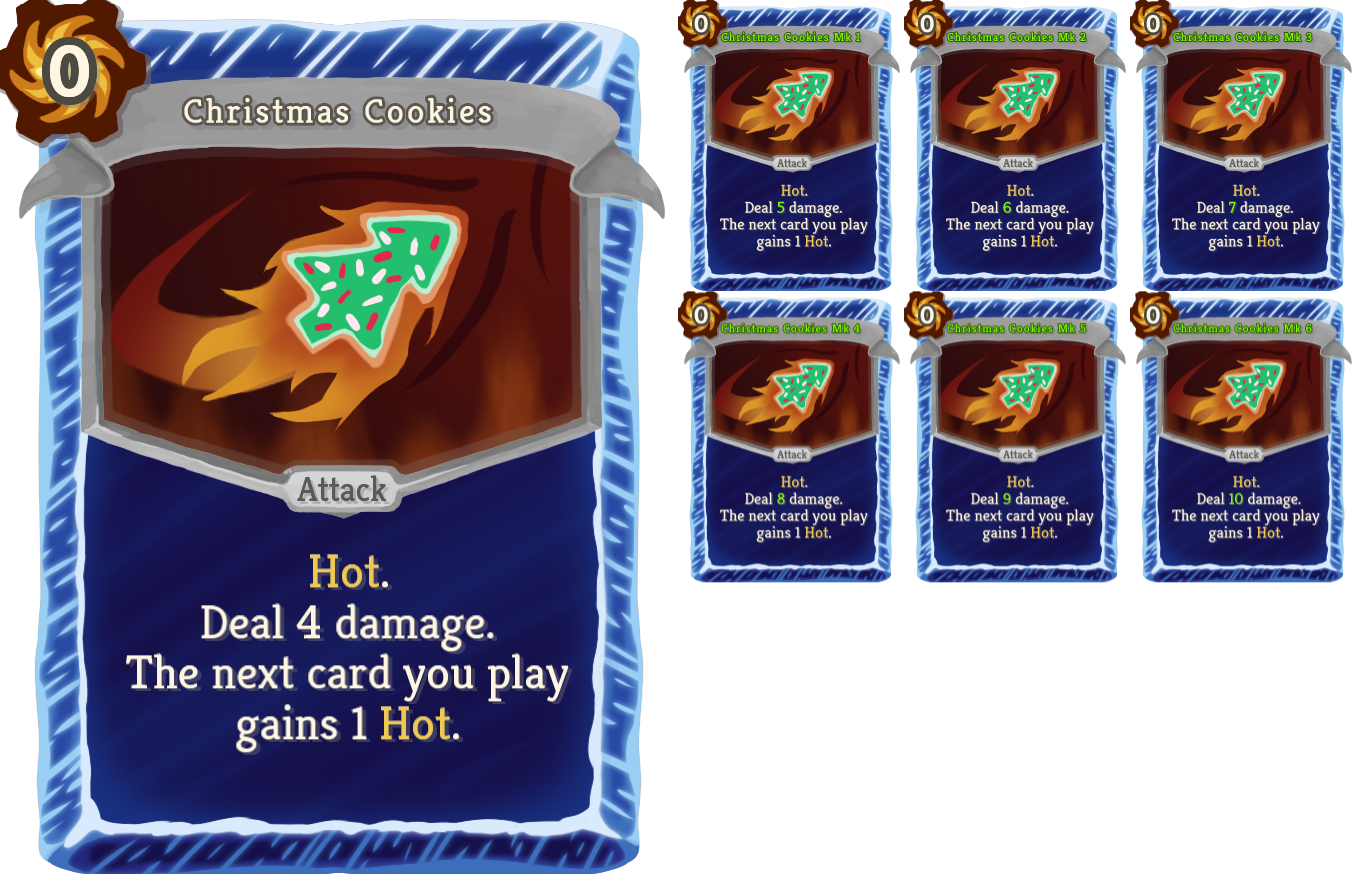 0
Christmas Cookies
Attack
Hot.
Deal 4 damage.
The next card you play
gains 1 Hot.
0
Christmas Cookies Mk 1
Attack
Hot.
Deal 5 damage.
The next card you play
gains 1 Hot.
0
Christmas Cookies Mk 2
Attack
Hot.
Deal 6 damage.
The next card you play
gains 1 Hot.
0
Christmas Cookies Mk 3
Attack
Hot.
Deal 7 damage.
The next card you play
gains 1 Hot.
0
Christmas Cookies Mk 4
Attack
Hot.
Deal 8 damage.
The next card you play
gains 1 Hot.
0
Christmas Cookies Mk 5
Attack
Hot.
Deal 9 damage.
The next card you play
gains 1 Hot.
0
Christmas Cookies Mk 6
Attack
Hot.
Deal 10 damage.
The next card you play
gains 1 Hot.